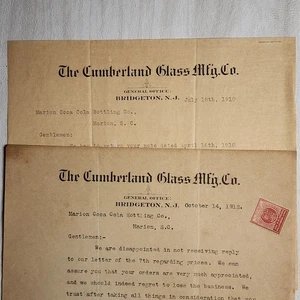 The Cumberland Glass Mfg. Co.
GENERAL OFFICE:
BRIDGETON, N.J.
July 18th, 1912
Marion Coca Cola Bottling Co.,
Marion, S.C.
Gentlemen:
The Cumberland Glass Mfg. Co.
GENERAL OFFICE:
BRIDGETON, N.J. October 14, 1912.
Marion Coca Cola Bottling Co.,
Marion, S.C.
Gentlemen:-
We are disappointed in not receiving reply
to our letter of the 7th regarding prices. We can
assure you that your orders are very much appreciated,
and we should indeed regret to lose the business. We
trust after taking all things in consideration that you